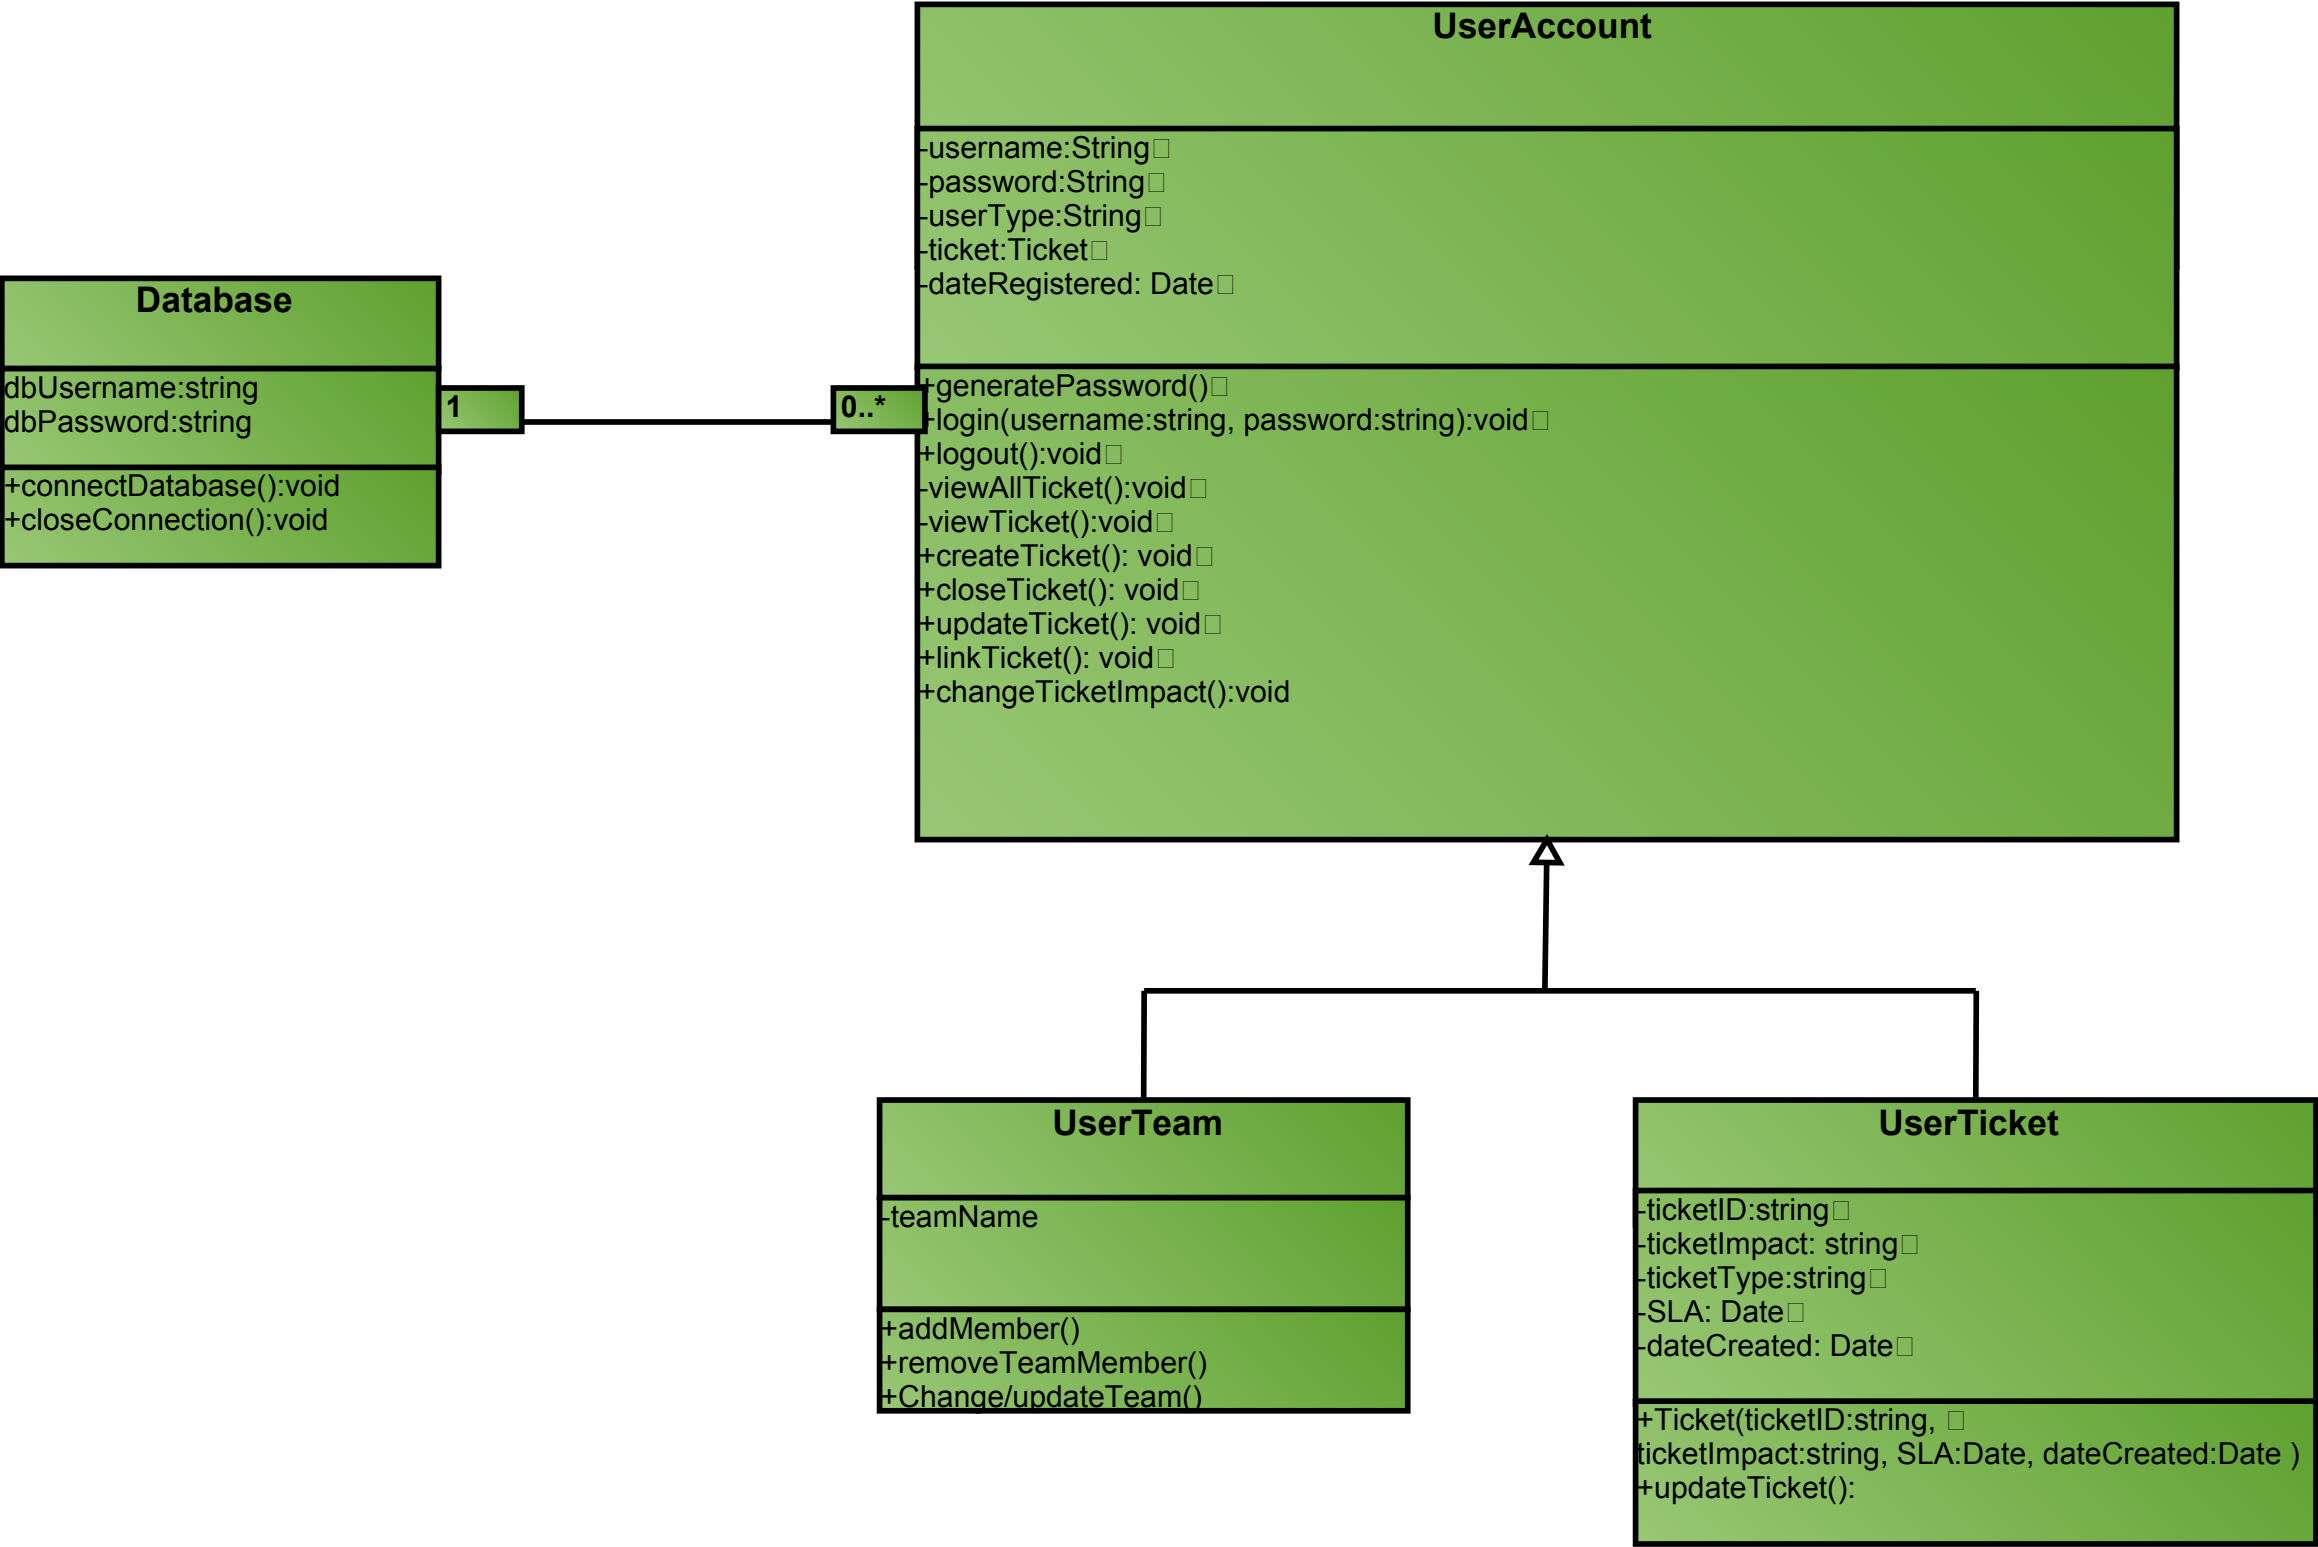 UserAccount
-username:String
-password:String
-userType:String
-ticket:Ticket
-dateRegistered: Date
+generatePassword()
+login(username:string, password:string):void
+logout():void
-viewAllTicket():void
-viewTicket():void
+createTicket(): void
+closeTicket(): void
+updateTicket(): void
+linkTicket(): void
+changeTicketImpact():void
Database
dbUsername:string
dbPassword:string
+connectDatabase():void
+closeConnection():void
1
0..*
UserTeam
-teamName
+addMember()
+removeTeamMember()
+Change/updateTeam()
UserTicket
-ticketID:string
-ticketImpact: string
-ticketType:string
-SLA: Date
-dateCreated: Date
+Ticket(ticketID:string,
ticketImpact:string, SLA:Date, dateCreated:Date )
+updateTicket():